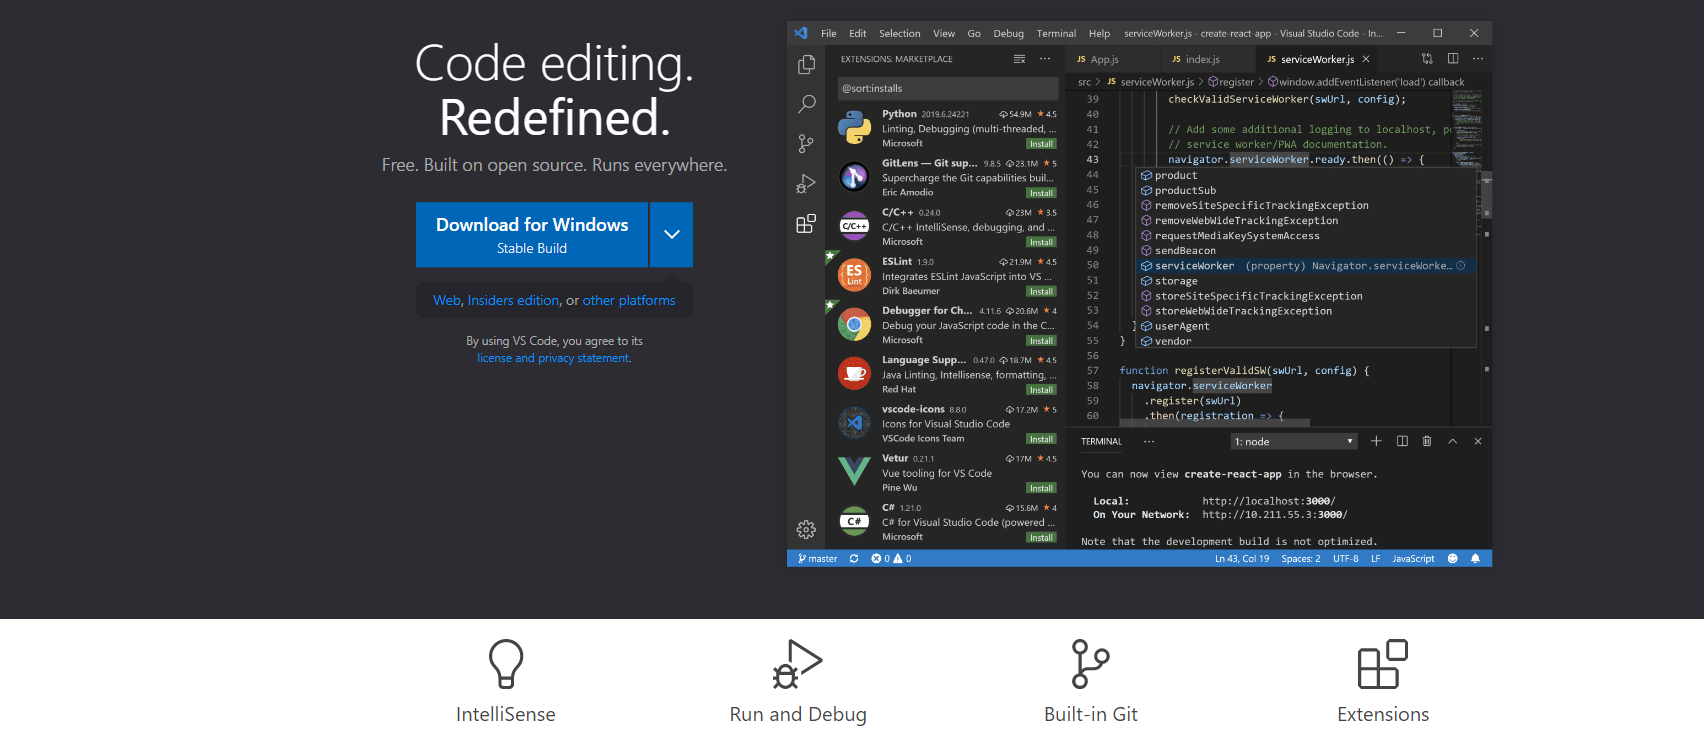 Code editing.
Redefined.
Free. Built on open source. Runs everywhere.
Download for Windows
Stable Build
Web, Insiders edition, or other platforms
By using VS Code, you agree to its
license and privacy statement.
File Edit Selection View Go Debug Terminal Help serviceWorker.js - create-react-app - Visual Studio Code - In...
EXTENSIONS: MARKETPLACE
@sort:installs
Python 2019.6.24221 54.9M ★ 4.5
Linting, Debugging (multi-threaded, ...
Microsoft Install
GitLens — Git sup... 9.8.5 23.1M ★ 5
Supercharge the Git capabilities buil...
Eric Amodio Install
C/C++ 0.24.0 23M ★ 3.5
C/C++ IntelliSense, debugging, and ...
Microsoft Install
C/C++
ESLint 1.9.0 21.9M ★ 4.5
Integrates ESLint JavaScript into VS ...
Dirk Baeumer Install
ES
Lint
Debugger for Ch... 4.11.6 20.6M ★ 4
Debug your JavaScript code in the C...
Microsoft Install
Language Supp... 0.47.0 18.7M ★ 4.5
Java Linting, Intellisense, formatting, ...
Red Hat Install
vscode-icons 8.8.0 17.2M ★ 5
Icons for Visual Studio Code
VSCode Icons Team Install
Vetur 0.21.1 17M ★ 4.5
Vue tooling for VS Code
Pine Wu Install
C# 1.21.0 15.6M ★ 4
C# for Visual Studio Code (powered ...
Microsoft Install
C#
JS App.js JS index.js JS serviceWorker.js
src > JS serviceWorker.js > register > window.addEventListener('load') callback
39 checkValidServiceWorker(swUrl, config);
40
41 // Add some additional logging to localhost, p
42 // service worker/PWA documentation.
43 navigator.serviceWorker.ready.then(() => {
44 product
45 productSub
46 removeSiteSpecificTrackingException
47 removeWebWideTrackingException
48 requestMediaKeySystemAccess
49 sendBeacon
50 serviceWorker (property) Navigator.serviceWorke...
51 storage
52 storeSiteSpecificTrackingException
53 storeWebWideTrackingException
54 } userAgent
55 } vendor
56
57 function registerValidSW(swUrl, config) {
58 navigator.serviceWorker
59 .register(swUrl)
60 .then(registration => {
TERMINAL ... 1: node
You can now view create-react-app in the browser.
Local: http://localhost:3000/
On Your Network: http://10.211.55.3:3000/
Note that the development build is not optimized.
master 0 0 Ln 43, Col 19 Spaces: 2 UTF-8 LF JavaScript
IntelliSense Run and Debug Built-in Git Extensions